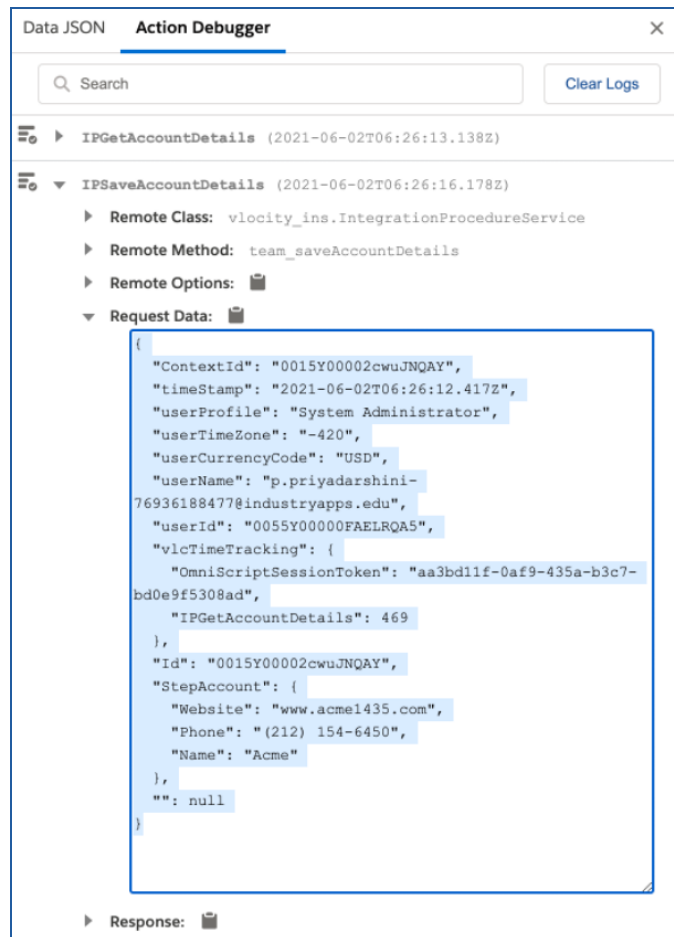 Data JSON Action Debugger
Search Clear Logs
IPGetAccountDetails (2021-06-02T06:26:13.138Z)
IPSaveAccountDetails (2021-06-02T06:26:16.178Z)
Remote Class: vlocity_ins.IntegrationProcedureService
Remote Method: team_saveAccountDetails
Remote Options:
Request Data:
{
"ContextId": "0015Y00002cwuJNQAY",
"timeStamp": "2021-06-02T06:26:12.417Z",
"userProfile": "System Administrator",
"userTimeZone": "-420",
"userCurrencyCode": "USD",
"userName": "p.priyadarshini-
76936188477@industryapps.edu",
"userId": "0055Y00000FAELRQA5",
"vlcTimeTracking": {
"OmniScriptSessionToken": "aa3bd11f-0af9-435a-b3c7-
bd0e9f5308ad",
"IPGetAccountDetails": 469
},
"Id": "0015Y00002cwuJNQAY",
"StepAccount": {
"Website": "www.acme1435.com",
"Phone": "(212) 154-6450",
"Name": "Acme"
},
"": null
}
Response: